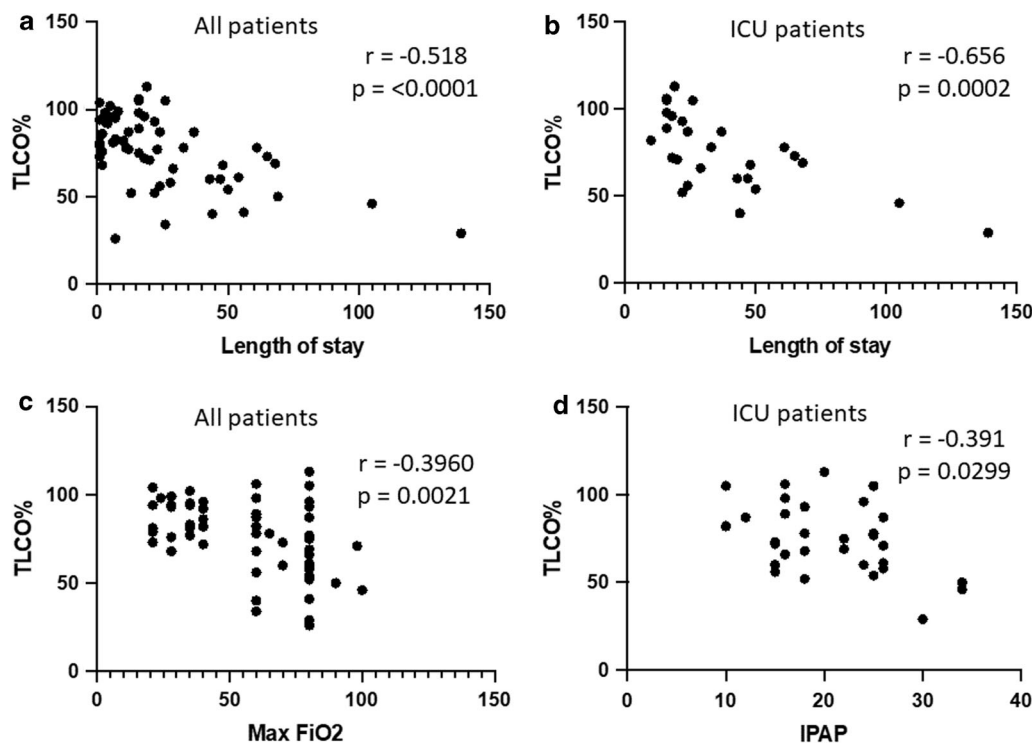 a
All patients
r = -0.518
p = <0.0001
150
100
50
0
TLCO%
0 50 100 150
Length of stay
b
ICU patients
r = -0.656
p = 0.0002
150
100
50
0
TLCO%
0 50 100 150
Length of stay
c
All patients
r = -0.3960
p = 0.0021
150
100
50
0
TLCO%
0 50 100 150
Max FiO2
d
ICU patients
r = -0.391
p = 0.0299
150
100
50
0
TLCO%
0 10 20 30 40
IPAP